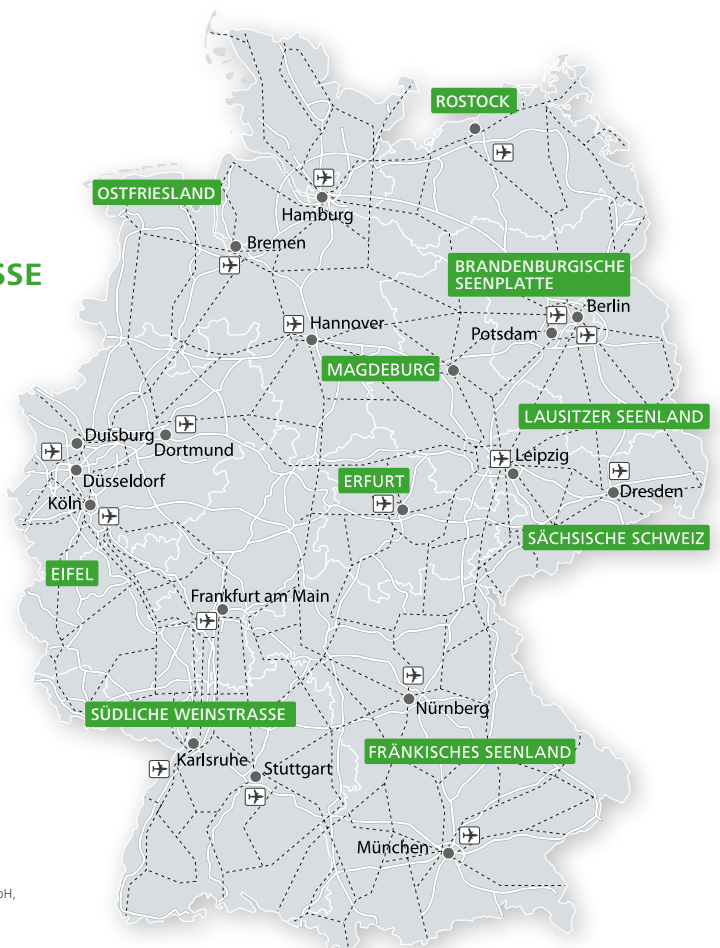 ROSTOCK
OSTFRIESLAND
Hamburg
Bremen
BRANDENBURGISCHE
SEENPLATTE
SSE
Berlin
Hannover
Potsdam
MAGDEBURG
LAUSITZER SEENLAND
Duisburg
Dortmund
Leipzig
Düsseldorf
ERFURT
Dresden
Köln
SÄCHSISCHE SCHWEIZ
EIFEL
Frankfurt am Main
Nürnberg
SÜDLICHE WEINSTRASSE
FRÄNKISCHES SEENLAND
Karlsruhe
Stuttgart
München
bH,